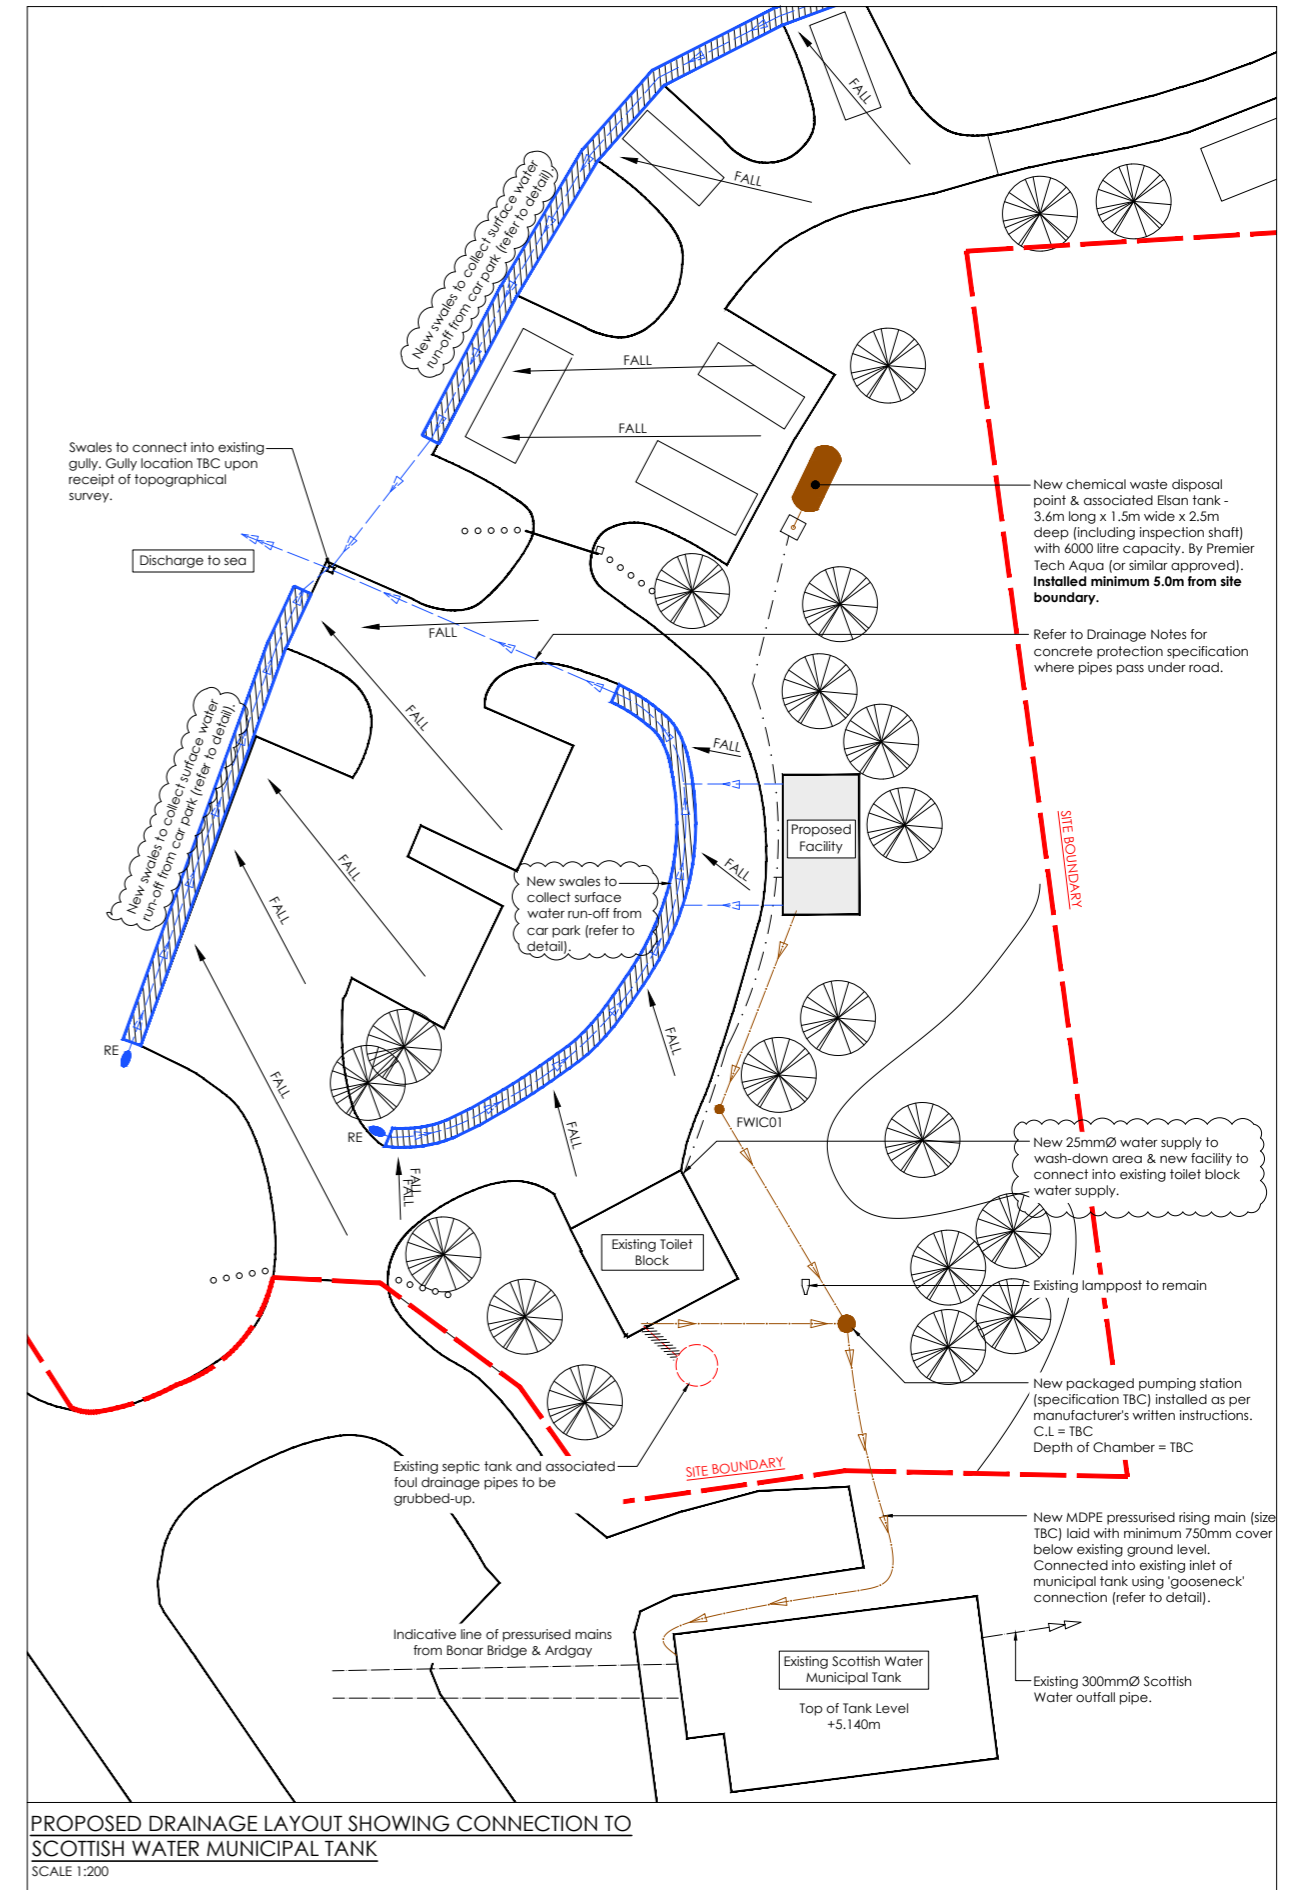 FALL
FALL
New swales to collect surface water
run-off from car park (refer to detail).
FALL
FALL
Swales to connect into existing
gully. Gully location TBC upon
receipt of topographical
survey.
Discharge to sea
New chemical waste disposal
point & associated Elsan tank -
3.6m long x 1.5m wide x 2.5m
deep (including inspection shaft)
with 6000 litre capacity. By Premier
Tech Aqua (or similar approved).
Installed minimum 5.0m from site
boundary.
FALL
Refer to Drainage Notes for
concrete protection specification
where pipes pass under road.
New swales to collect surface water
run-off from car park (refer to detail).
FALL
FALL
Proposed
Facility
SITE BOUNDARY
FALL
FALL
FALL
New swales to
collect surface
water run-off from
car park (refer to
detail).
RE
FALL
FALL
FWIC01
RE
FALL
FALL
FALL
New 25mmØ water supply to
wash-down area & new facility to
connect into existing toilet block
water supply.
Existing Toilet
Block
Existing lamppost to remain
New packaged pumping station
(specification TBC) installed as per
manufacturer's written instructions.
C.L = TBC
Depth of Chamber = TBC
Existing septic tank and associated
foul drainage pipes to be
grubbed-up.
SITE BOUNDARY
New MDPE pressurised rising main (size
TBC) laid with minimum 750mm cover
below existing ground level.
Connected into existing inlet of
municipal tank using 'gooseneck'
connection (refer to detail).
Indicative line of pressurised mains
from Bonar Bridge & Ardgay
Existing Scottish Water
Municipal Tank
Top of Tank Level
+5.140m
Existing 300mmØ Scottish
Water outfall pipe.
PROPOSED DRAINAGE LAYOUT SHOWING CONNECTION TO
SCOTTISH WATER MUNICIPAL TANK
SCALE 1:200